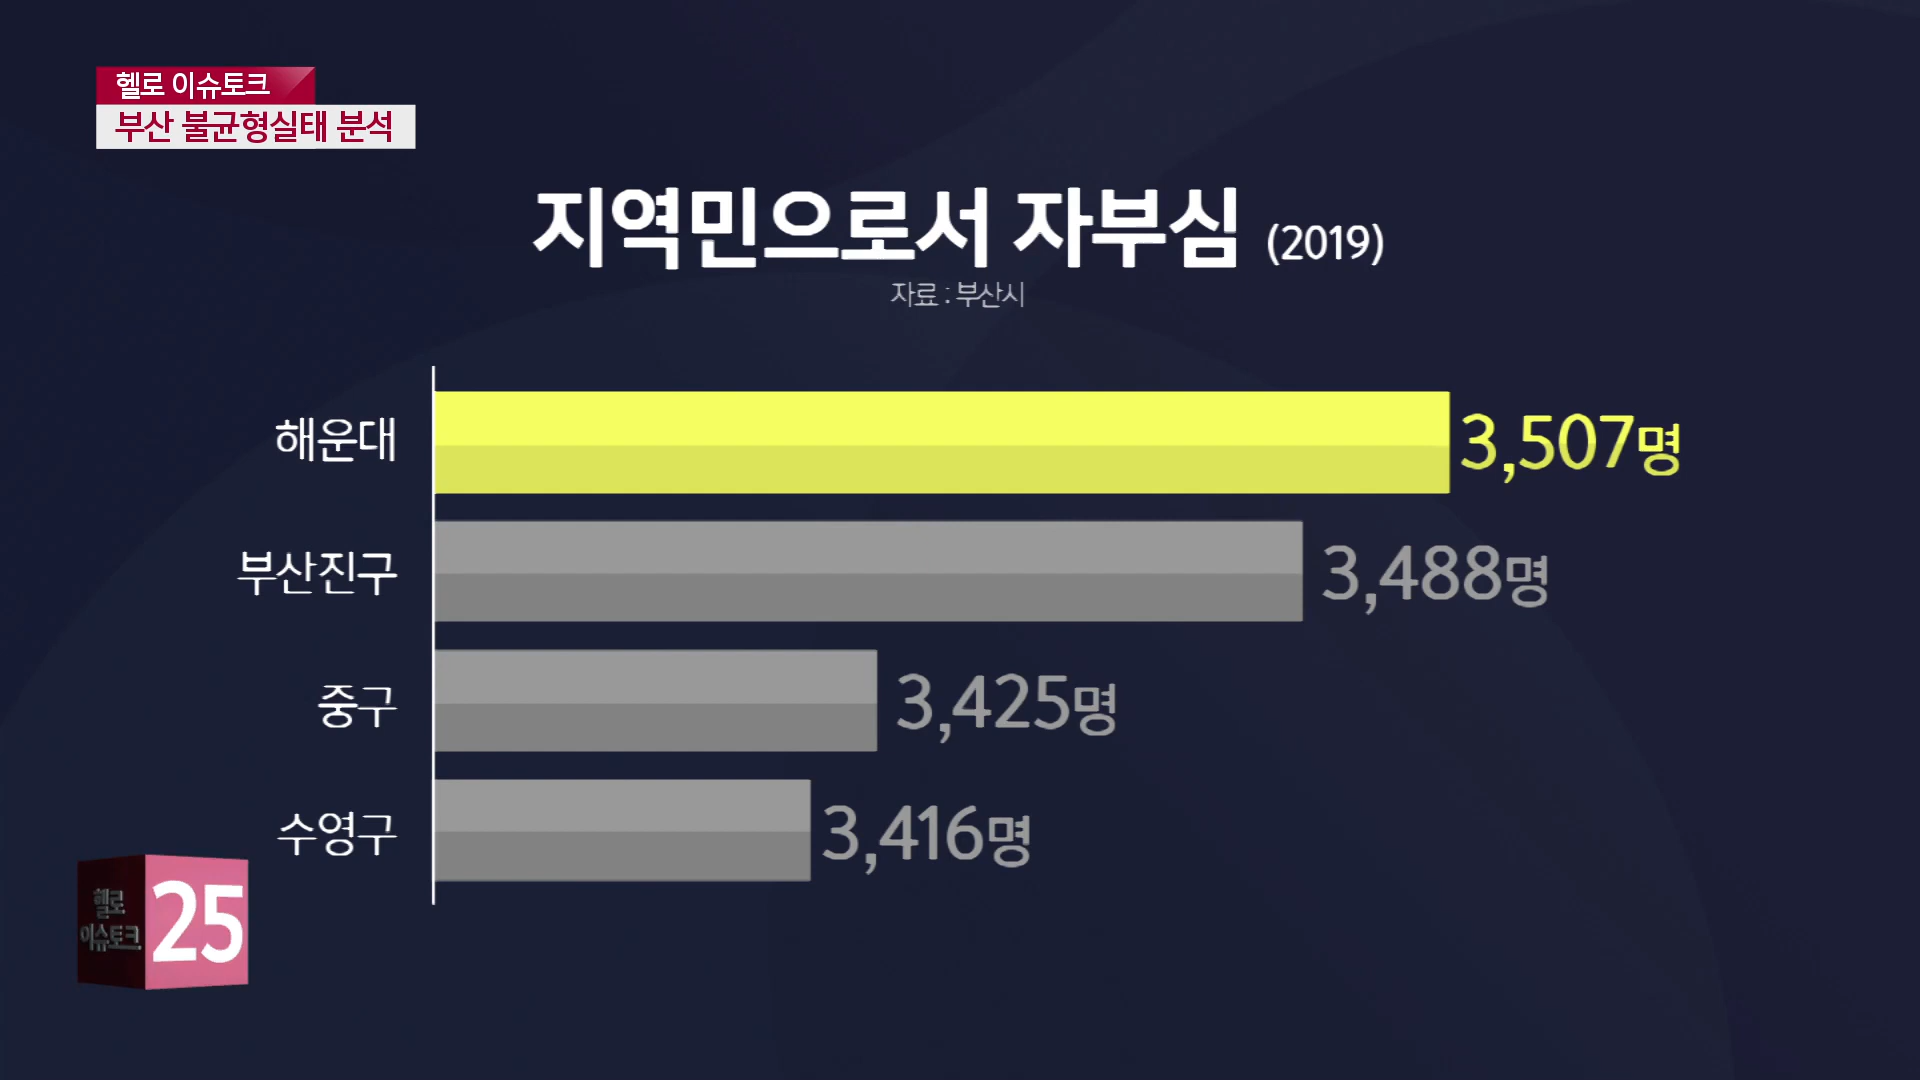 헬로 이슈토크
부산 불균형실태 분석
지역민으로서 자부심 (2019)
자료 : 부산시
해운대 3,507명
부산진구 3,488명
중구 3,425명
수영구 3,416명
헬로
이슈토크
25